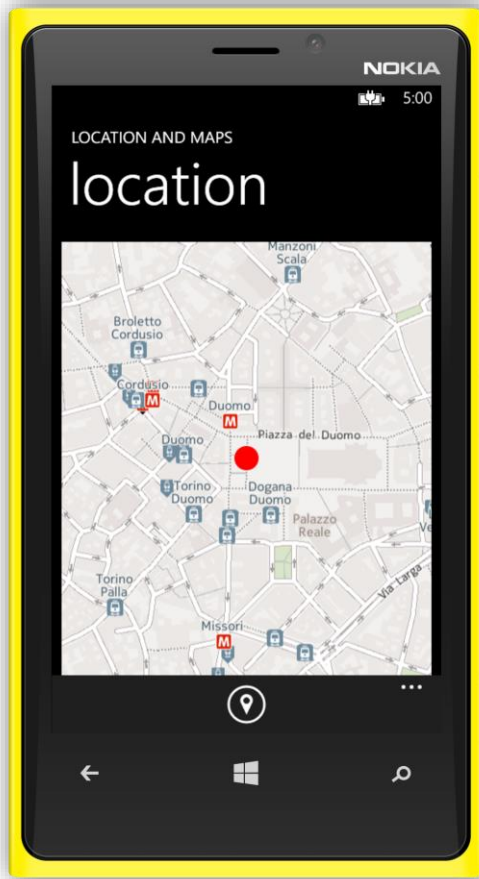 NOKIA
5:00
LOCATION AND MAPS
location
Manzoni
Scala
Broletto
Cordusio
Cordusio
M
Duomo
M
Piazza del Duomo
Duomo
Torino
Duomo
Dogana
Duomo
Palazzo
Reale
Via Larga
Torino
Palla
Missori
M